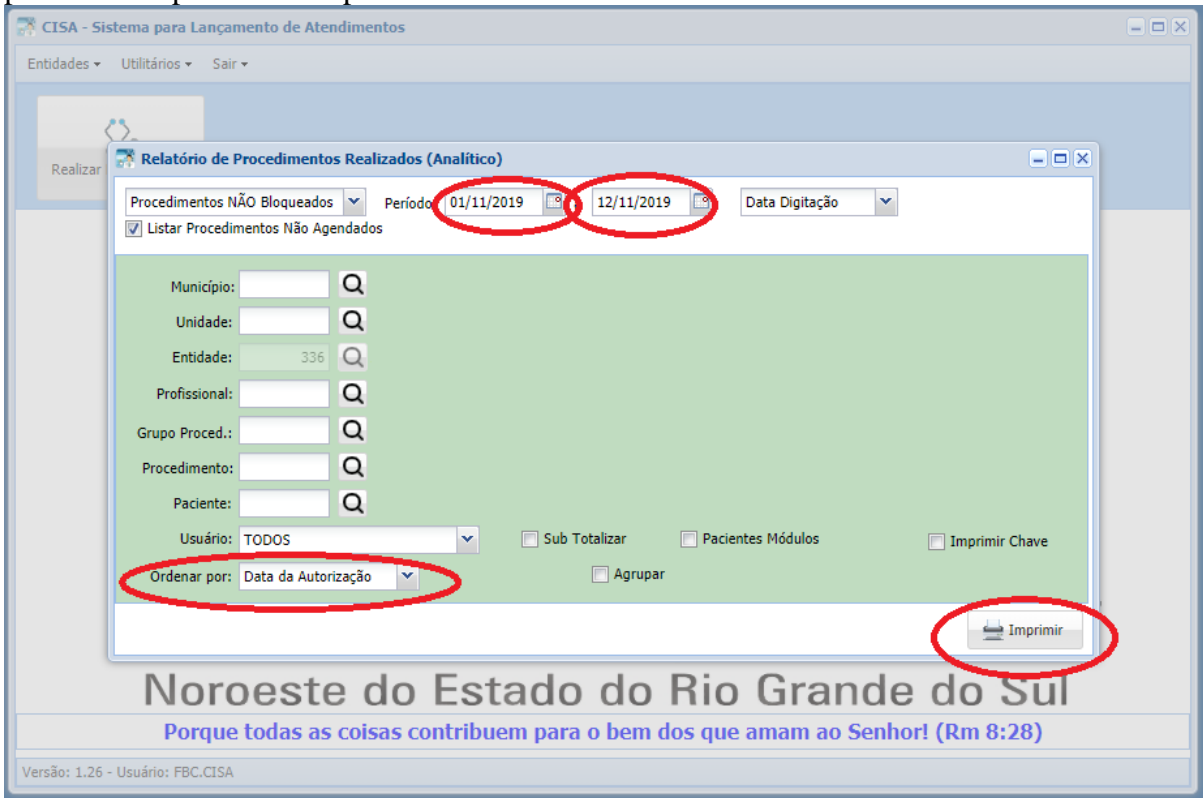 CISA - Sistema para Lançamento de Atendimentos
Entidades Utilitários Sair
Realizar
Relatório de Procedimentos Realizados (Analítico)
Procedimentos NÃO Bloqueados Período 01/11/2019 12/11/2019 Data Digitação
Listar Procedimentos Não Agendados
Município:
Unidade:
Entidade: 336
Profissional:
Grupo Proced.:
Procedimento:
Paciente:
Usuário: TODOS Sub Totalizar Pacientes Módulos Imprimir Chave
Ordenar por: Data da Autorização Agrupar
Imprimir
Noroeste do Estado do Rio Grande do Sul
Porque todas as coisas contribuem para o bem dos que amam ao Senhor! (Rm 8:28)
Versão: 1.26 - Usuário: FBC.CISA